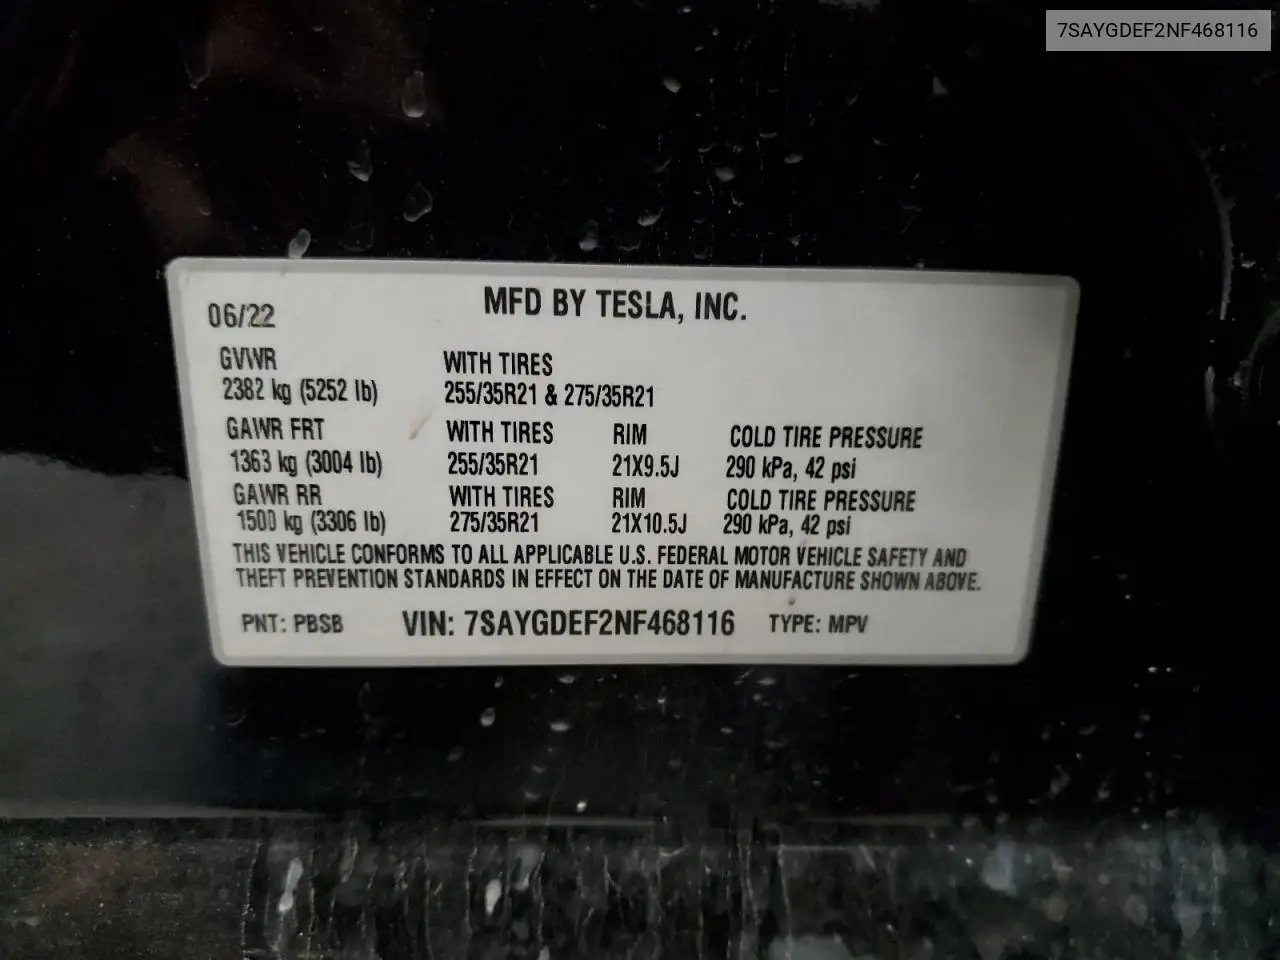 7SAYGDEF2NF468116
06/22 MFD BY TESLA, INC.
GVWR WITH TIRES
2382 kg (5252 lb) 255/35R21 & 275/35R21
GAWR FRT WITH TIRES RIM COLD TIRE PRESSURE
1363 kg (3004 lb) 255/35R21 21X9.5J 290 kPa, 42 psi
GAWR RR WITH TIRES RIM COLD TIRE PRESSURE
1500 kg (3306 lb) 275/35R21 21X10.5J 290 kPa, 42 psi
THIS VEHICLE CONFORMS TO ALL APPLICABLE U.S. FEDERAL MOTOR VEHICLE SAFETY AND
THEFT PREVENTION STANDARDS IN EFFECT ON THE DATE OF MANUFACTURE SHOWN ABOVE.
PNT: PBSB VIN: 7SAYGDEF2NF468116 TYPE: MPV